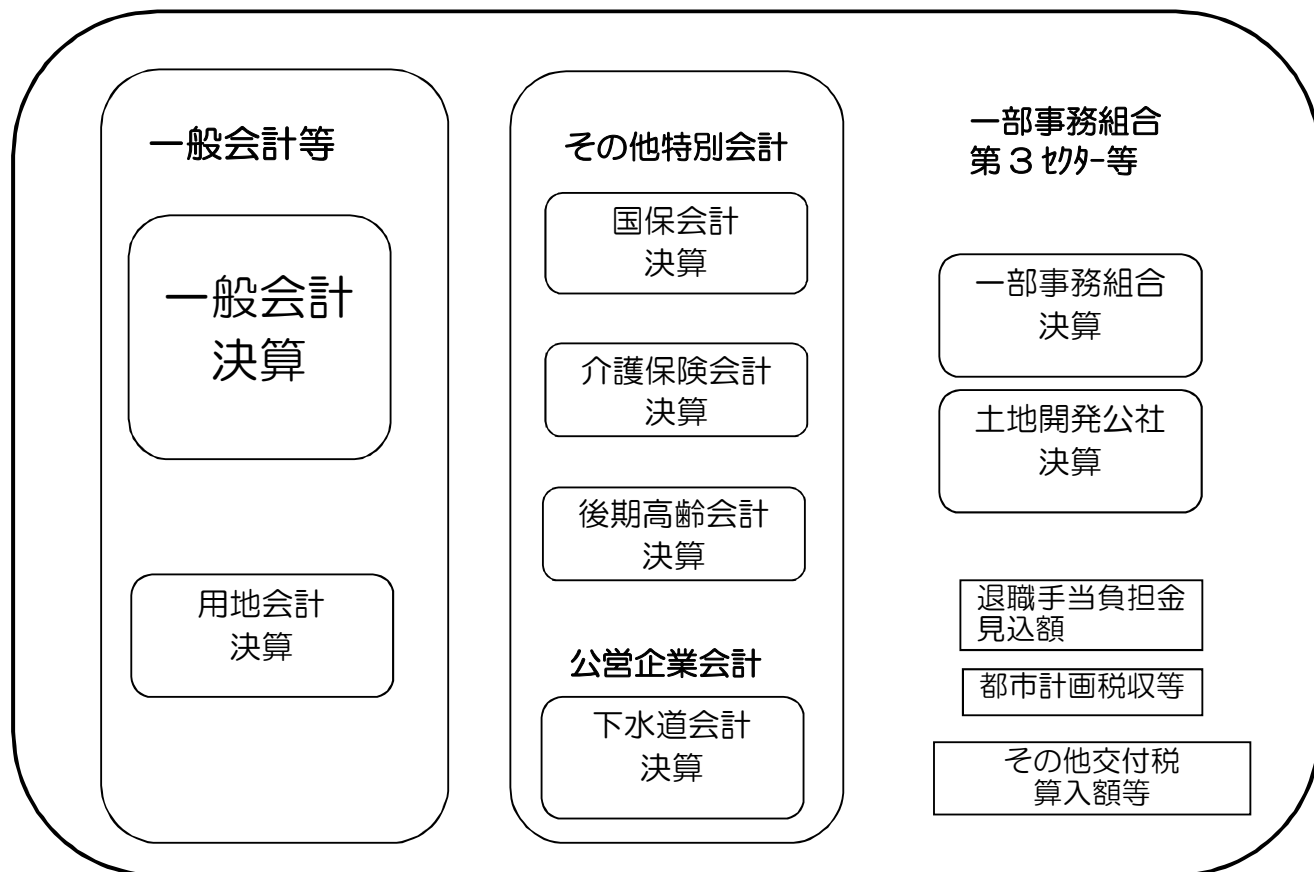 一般会計等
一般会計
決算
用地会計
決算
その他特別会計
国保会計
決算
介護保険会計
決算
後期高齢会計
決算
公営企業会計
下水道会計
決算
一部事務組合
第3ｾｸﾀｰ等
一部事務組合
決算
土地開発公社
決算
退職手当負担金
見込額
都市計画税収等
その他交付税
算入額等